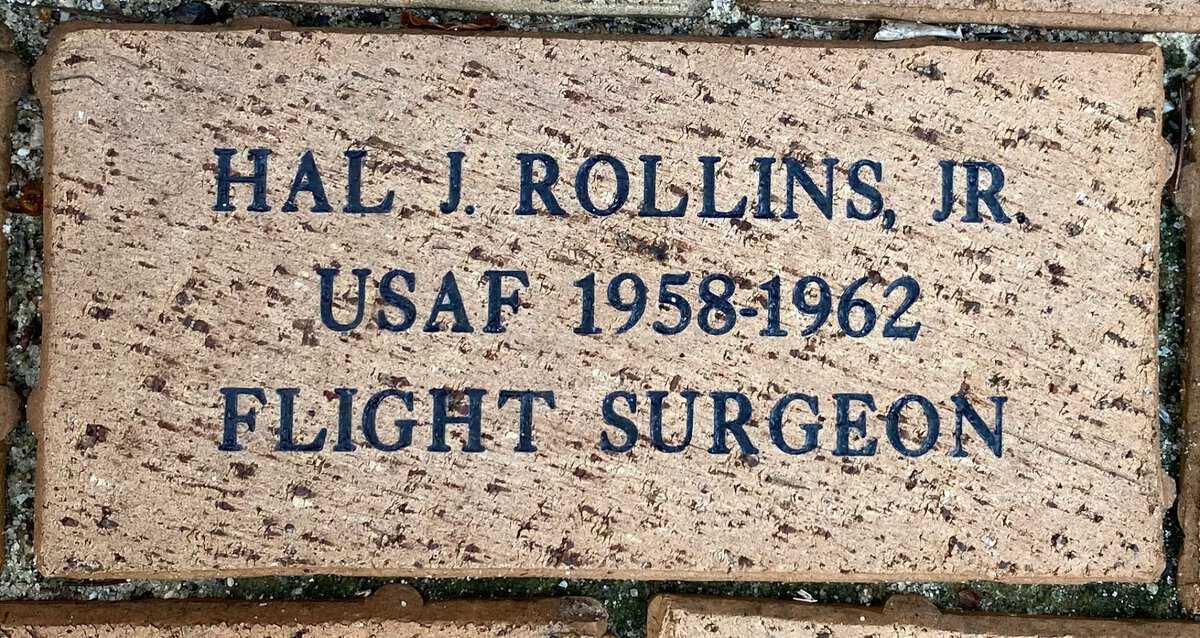 HAL J. ROLLINS, JR.
USAF 1958-1962
FLIGHT SURGEON